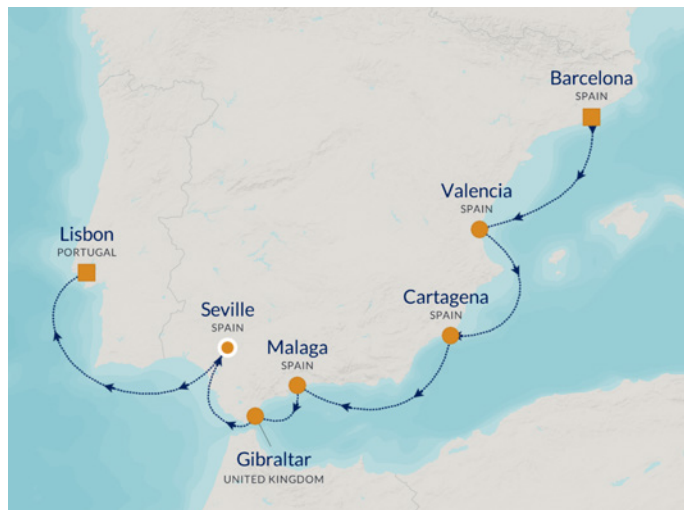 Barcelona
SPAIN
Valencia
SPAIN
Lisbon
PORTUGAL
Cartagena
SPAIN
Seville
SPAIN
Malaga
SPAIN
Gibraltar
UNITED KINGDOM